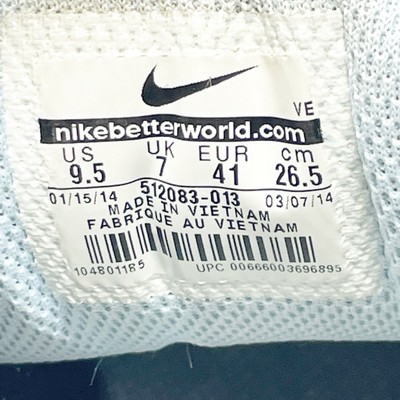 VE
nikebetterworld.com
US UK EUR cm
9.5 7 41 26.5
01/15/14 512083-013 03/07/14
MADE IN VIETNAM
FABRIQUE AU VIETNAM
104801185 UPC 00666003696895